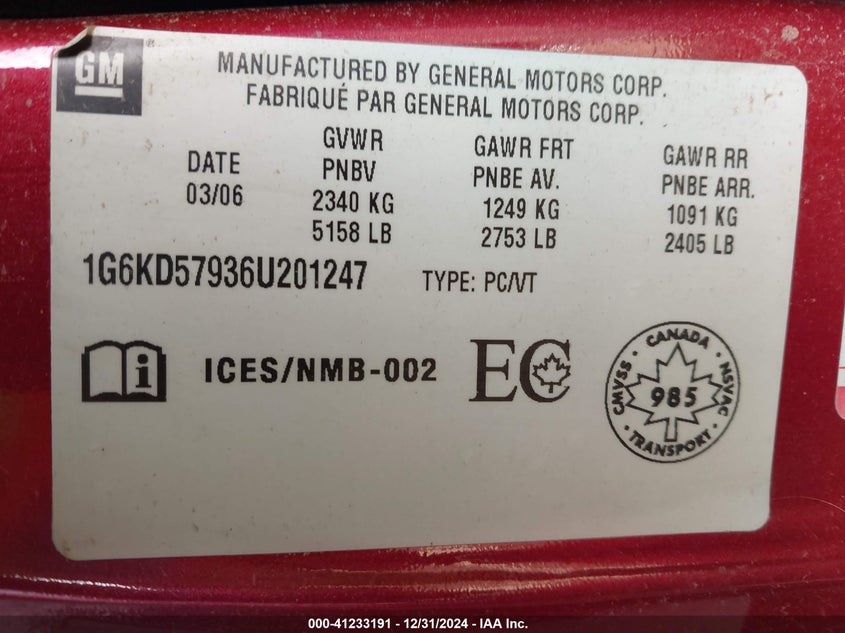 GM ®
MANUFACTURED BY GENERAL MOTORS CORP.
FABRIQUÉ PAR GENERAL MOTORS CORP.
DATE
03/06
GVWR
PNBV
2340 KG
5158 LB
GAWR FRT
PNBE AV.
1249 KG
2753 LB
GAWR RR
PNBE ARR.
1091 KG
2405 LB
1G6KD57936U201247 TYPE: PC/VT
i ICES/NMB-002 EC
CANADA
CMVSS 985 NSVAC
TRANSPORT
000-41233191 - 12/31/2024 - IAA Inc.